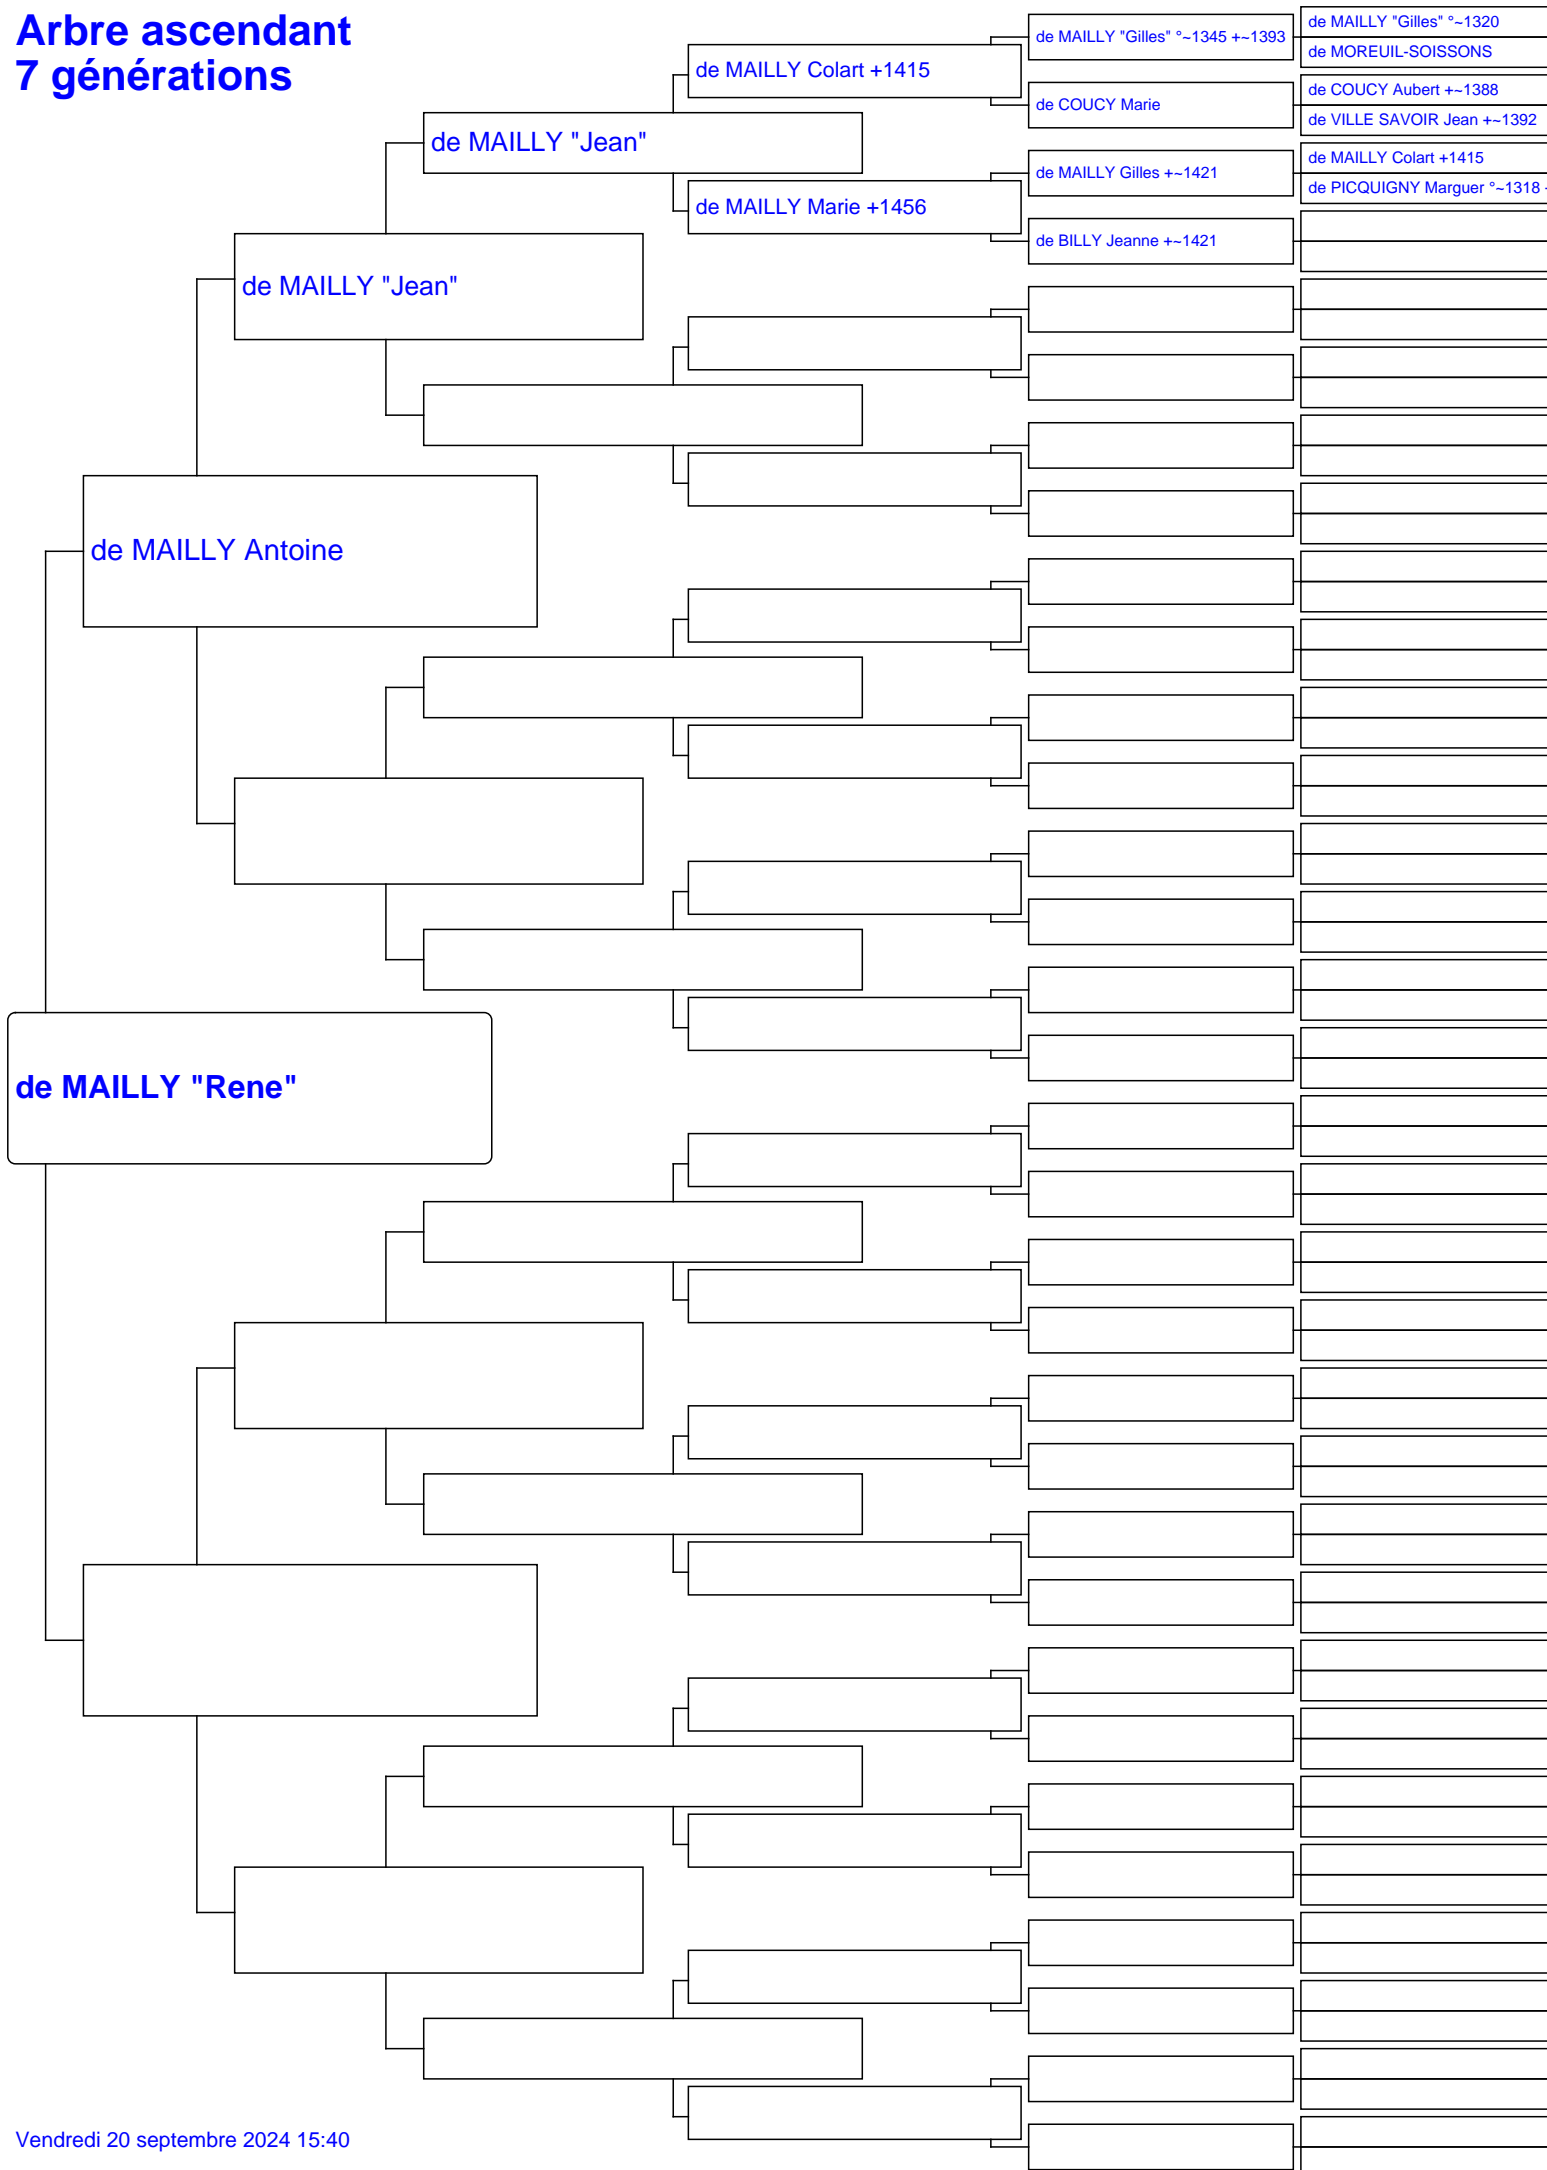 Arbre ascendant
7 générations
de MAILLY "Gilles" °~1345 +~1393
de MAILLY "Gilles" °~1320
de MOREUIL-SOISSONS
de MAILLY Colart +1415
de COUCY Marie
de COUCY Aubert +~1388
de VILLE SAVOIR Jean +~1392
de MAILLY "Jean"
de MAILLY Gilles +~1421
de MAILLY Colart +1415
de PICQUIGNY Marguer °~1318
de MAILLY Marie +1456
de BILLY Jeanne +~1421
de MAILLY "Jean"
de MAILLY Antoine
de MAILLY "Rene"
Vendredi 20 septembre 2024 15:40